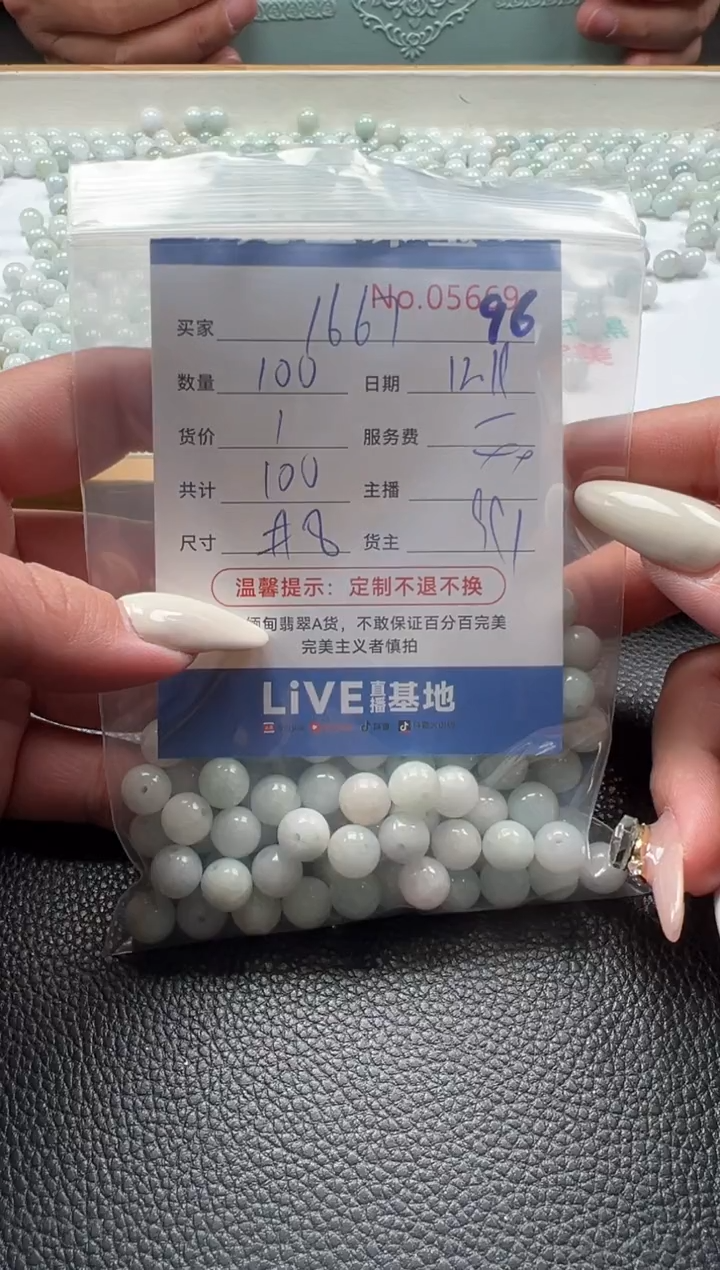 No.05669
买家 1667 96
数量 100 日期 12.11
货价 1 服务费
共计 100 主播
尺寸 #8 货主
温馨提示：定制不退不换
缅甸翡翠A货，不敢保证百分百完美
完美主义者慎拍
LiVE直播基地